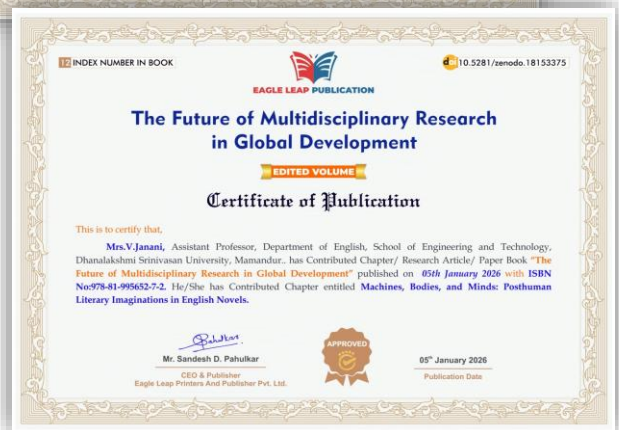 12 INDEX NUMBER IN BOOK
doi 10.5281/zenodo.18153375
EAGLE LEAP PUBLICATION
The Future of Multidisciplinary Research
in Global Development
EDITED VOLUME
Certificate of Publication
This is to certify that,
Mrs.V.Janani, Assistant Professor, Department of English, School of Engineering and Technology,
Dhanalakshmi Srinivasan University, Mamandur.. has Contributed Chapter/ Research Article/ Paper Book "The
Future of Multidisciplinary Research in Global Development" published on 05th January 2026 with ISBN
No:978-81-995652-7-2. He/She has Contributed Chapter entitled Machines, Bodies, and Minds: Posthuman
Literary Imaginations in English Novels.
Mr. Sandesh D. Pahulkar
CEO & Publisher
Eagle Leap Printers And Publisher Pvt. Ltd.
APPROVED
05th January 2026
Publication Date